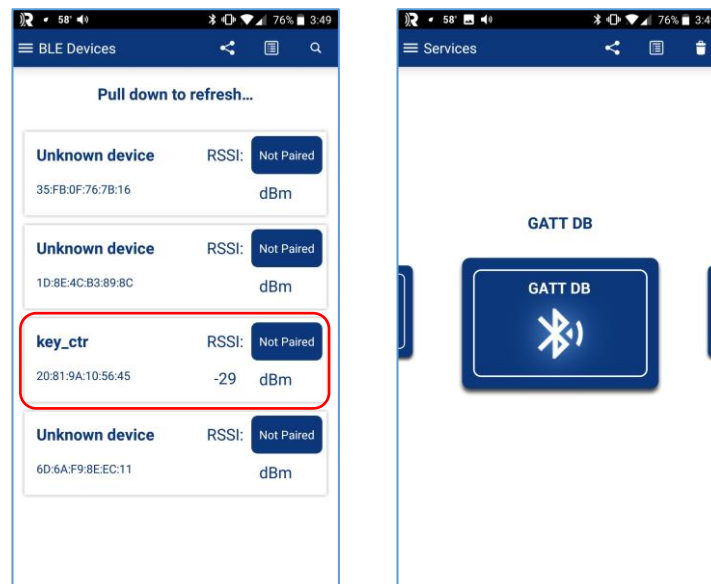 58° 76% 3:49
BLE Devices
Pull down to refresh...
Unknown device RSSI: Not Paired
35:FB:0F:76:7B:16 dBm
Unknown device RSSI: Not Paired
1D:8E:4C:B3:89:8C dBm
key_ctr RSSI: Not Paired
20:81:9A:10:56:45 -29 dBm
Unknown device RSSI: Not Paired
6D:6A:F9:8E:EC:11 dBm
58° 76% 3:49
Services
GATT DB
GATT DB